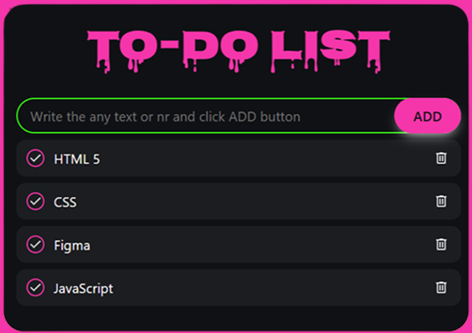 TO-DO LIST
Write the any text or nr and click ADD button
ADD
HTML 5
CSS
Figma
JavaScript